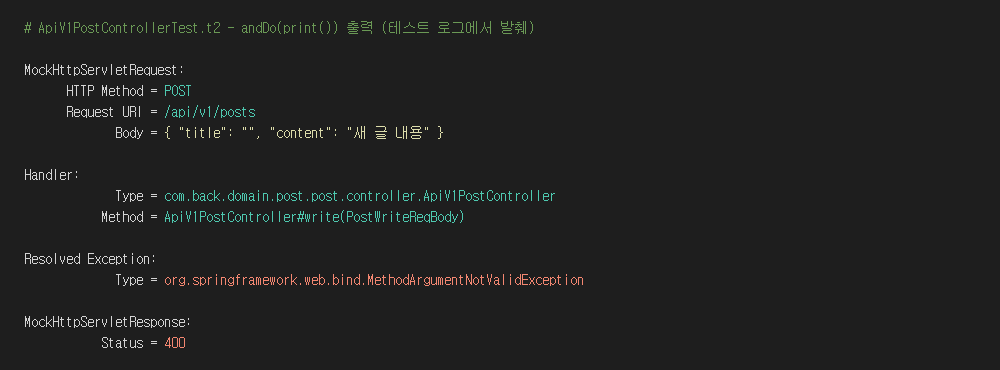 # ApiV1PostControllerTest.t2 - andDo(print()) 출력 (테스트 로그에서 발췌)
MockHttpServletRequest:
HTTP Method = POST
Request URI = /api/v1/posts
Body = { "title": "", "content": "새 글 내용" }
Handler:
Type = com.back.domain.post.post.controller.ApiV1PostController
Method = ApiV1PostController#write(PostWriteReqBody)
Resolved Exception:
Type = org.springframework.web.bind.MethodArgumentNotValidException
MockHttpServletResponse:
Status = 400